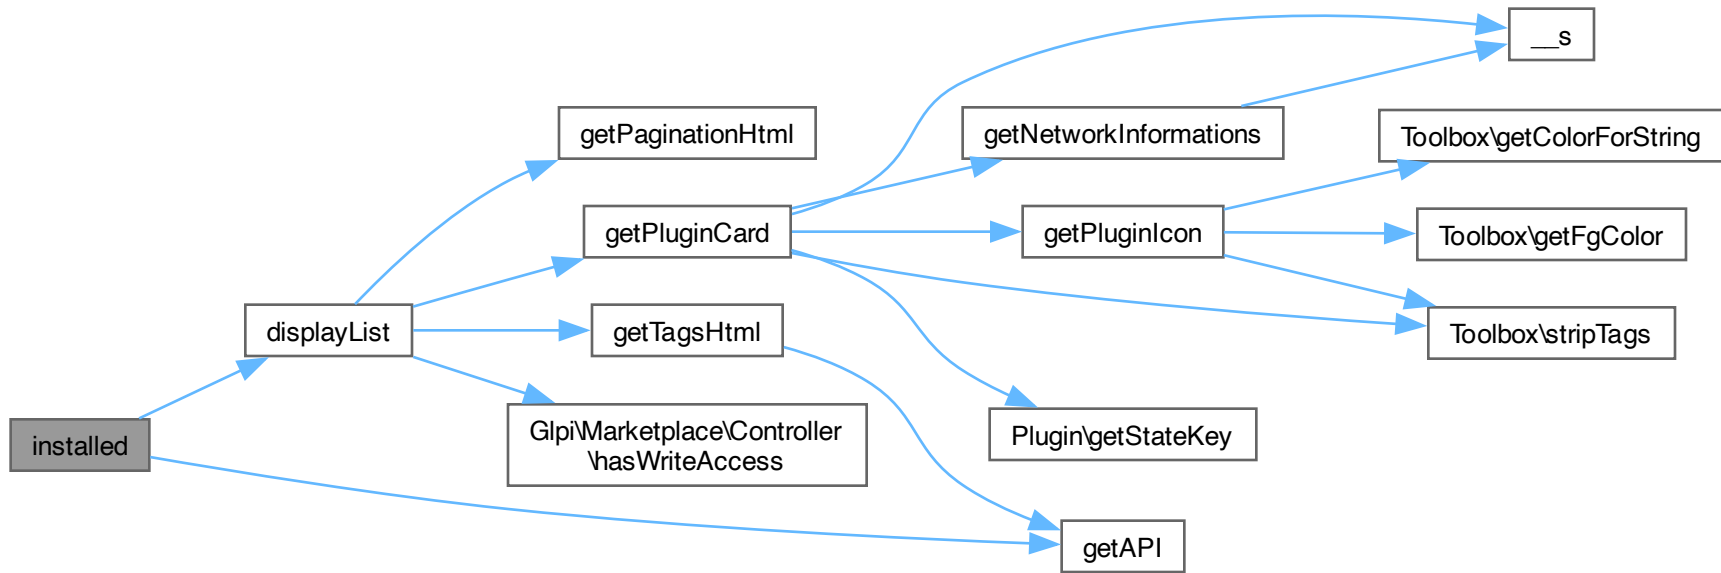 __s
getPaginationHtml
getNetworkInformations
Toolbox\getColorForString
getPluginCard
getPluginIcon
Toolbox\getFgColor
displayList
getTagsHtml
Toolbox\stripTags
installed
Glpi\Marketplace\Controller
\hasWriteAccess
Plugin\getStateKey
getAPI